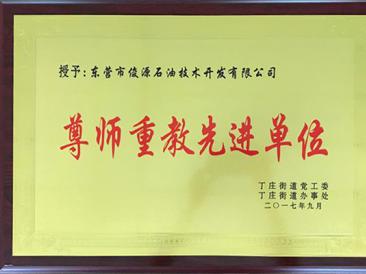 授予：东营市俊源石油技术开发有限公司
尊师重教先进单位
丁庄街道党工委
丁庄街道办事处
二〇一七年九月